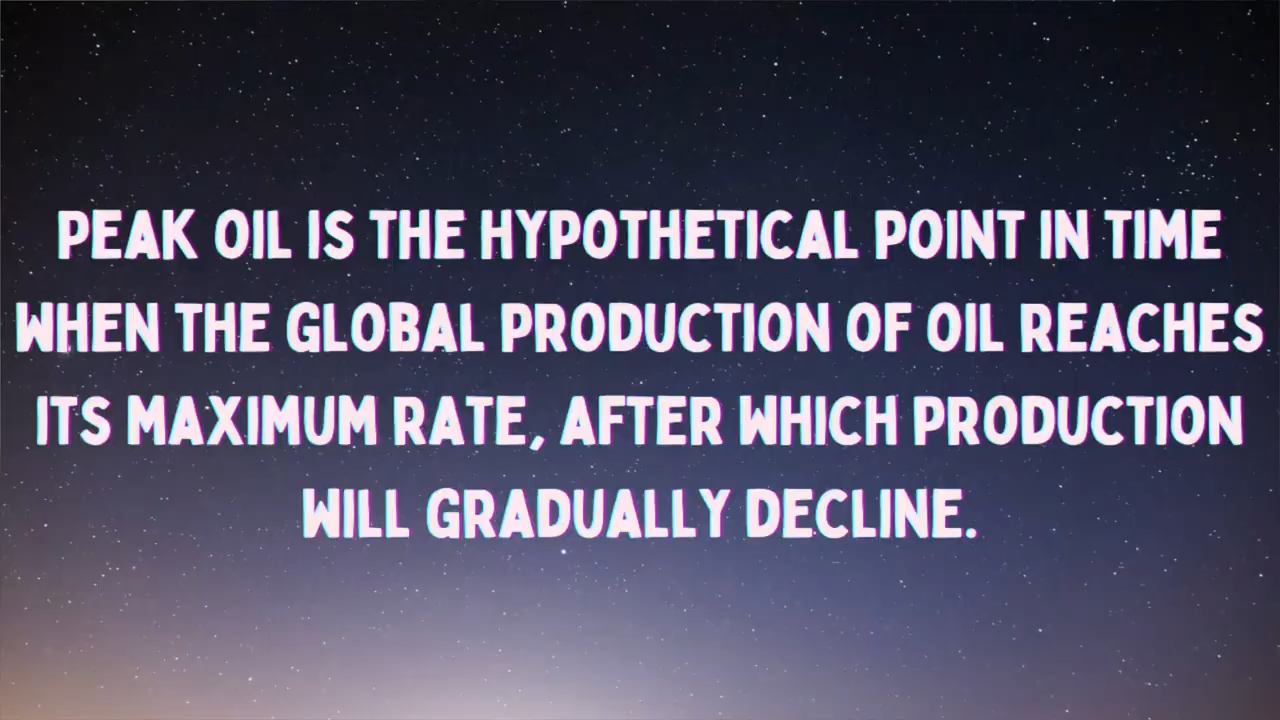 PEAK OIL IS THE HYPOTHETICAL POINT IN TIME
WHEN THE GLOBAL PRODUCTION OF OIL REACHES
ITS MAXIMUM RATE, AFTER WHICH PRODUCTION
WILL GRADUALLY DECLINE.